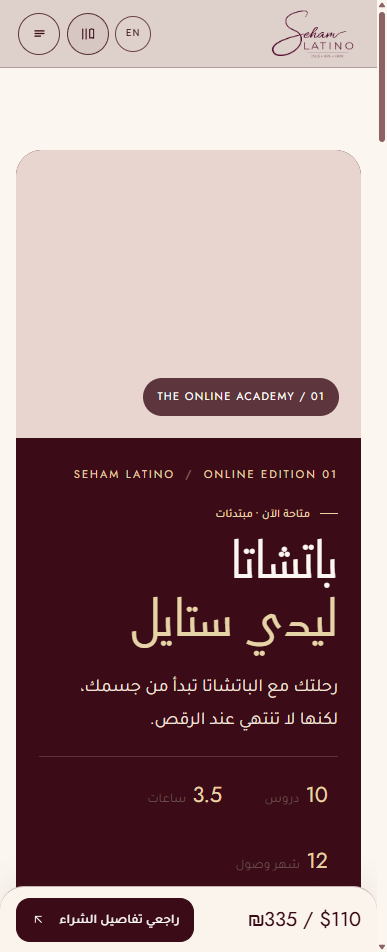 EN
Seham
LATINO
THE ONLINE ACADEMY / 01
SEHAM LATINO / ONLINE EDITION 01
متاحة الآن · مبتدئات
باتشاتا
ليدي ستايل
رحلتك مع الباتشاتا تبدأ من جسمك،
لكنها لا تنتهي عند الرقص.
10 دروس
3.5 ساعات
12 شهر وصول
₪335 / $110
راجعي تفاصيل الشراء